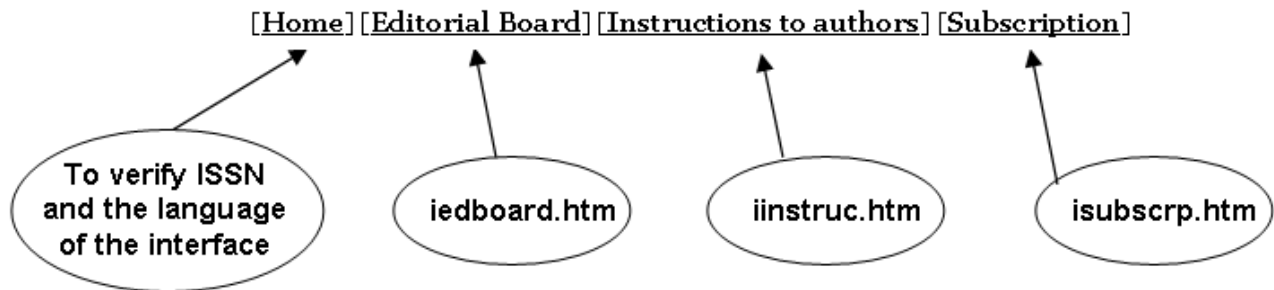 [Home] [Editorial Board] [Instructions to authors] [Subscription]
To verify ISSN
and the language
of the interface
iedboard.htm
iinstruc.htm
isubscrp.htm